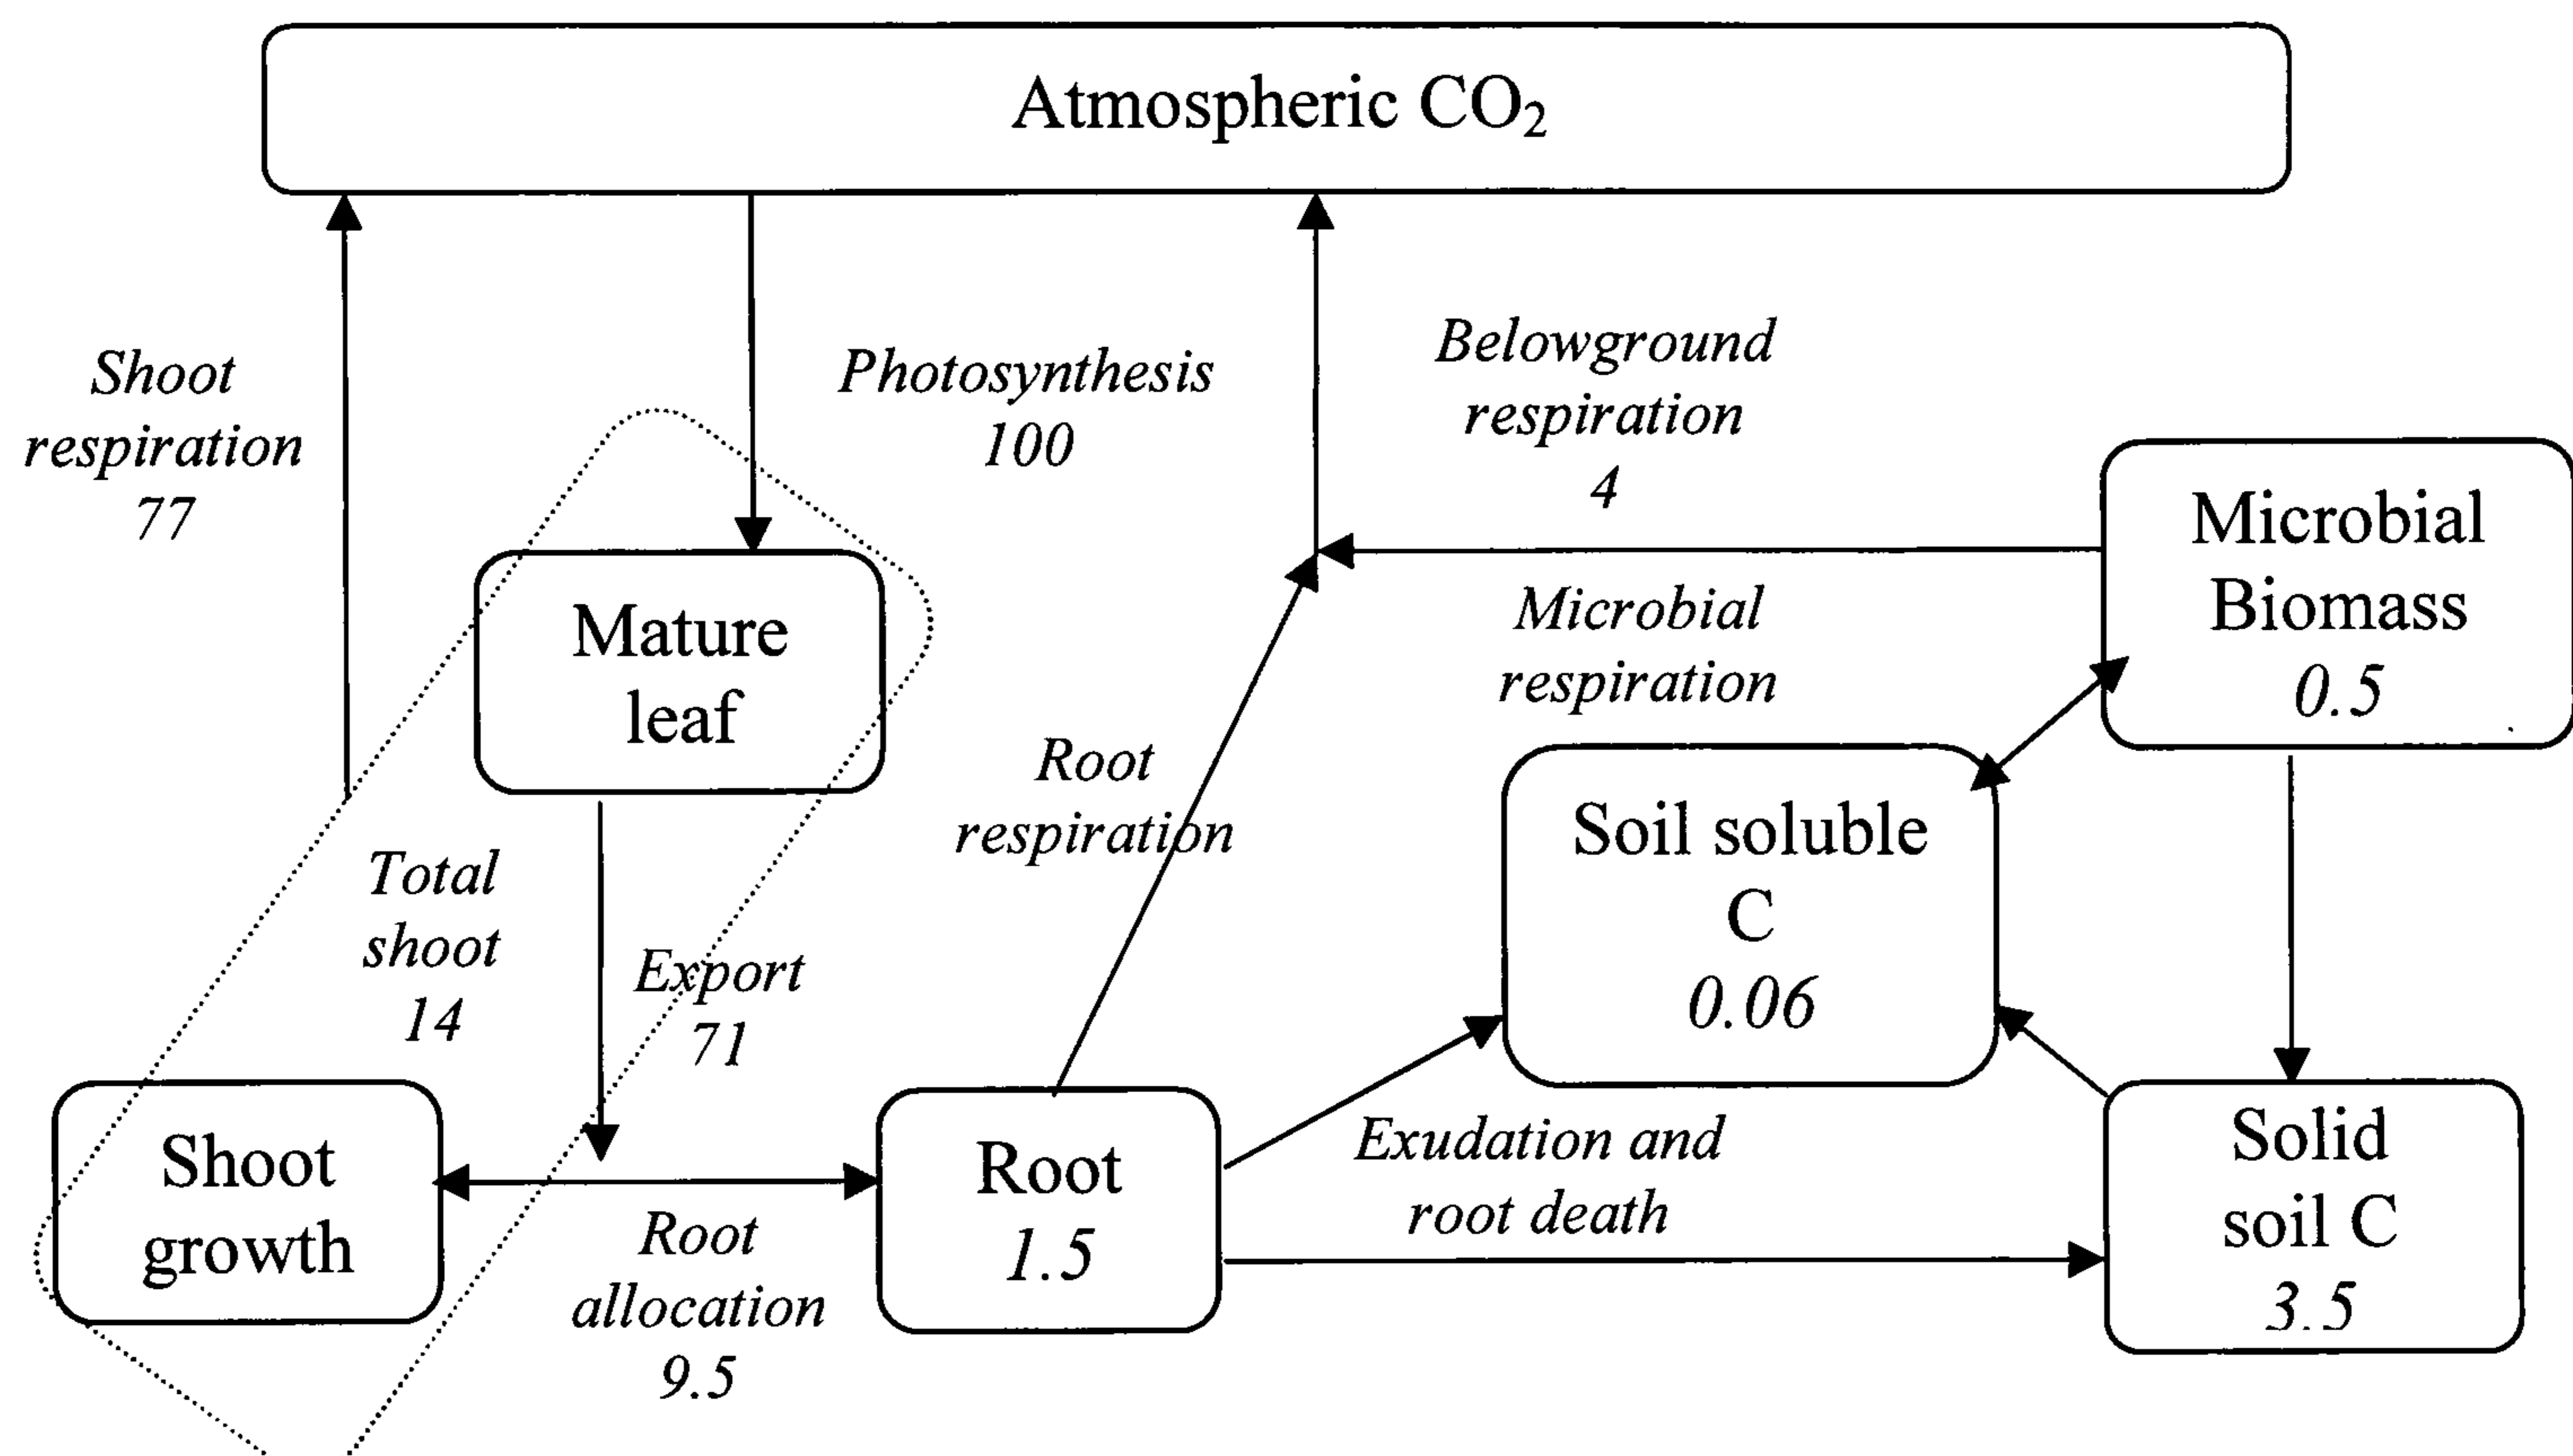 Atmospheric CO₂
Shoot
respiration
77
Photosynthesis
100
Belowground
respiration
4
Microbial
Biomass
0.5
Mature
leaf
Microbial
respiration
Root
respiration
Soil soluble
C
0.06
Total
shoot
14
Export
71
Shoot
growth
Root
allocation
9.5
Root
1.5
Exudation and
root death
Solid
soil C
3.5